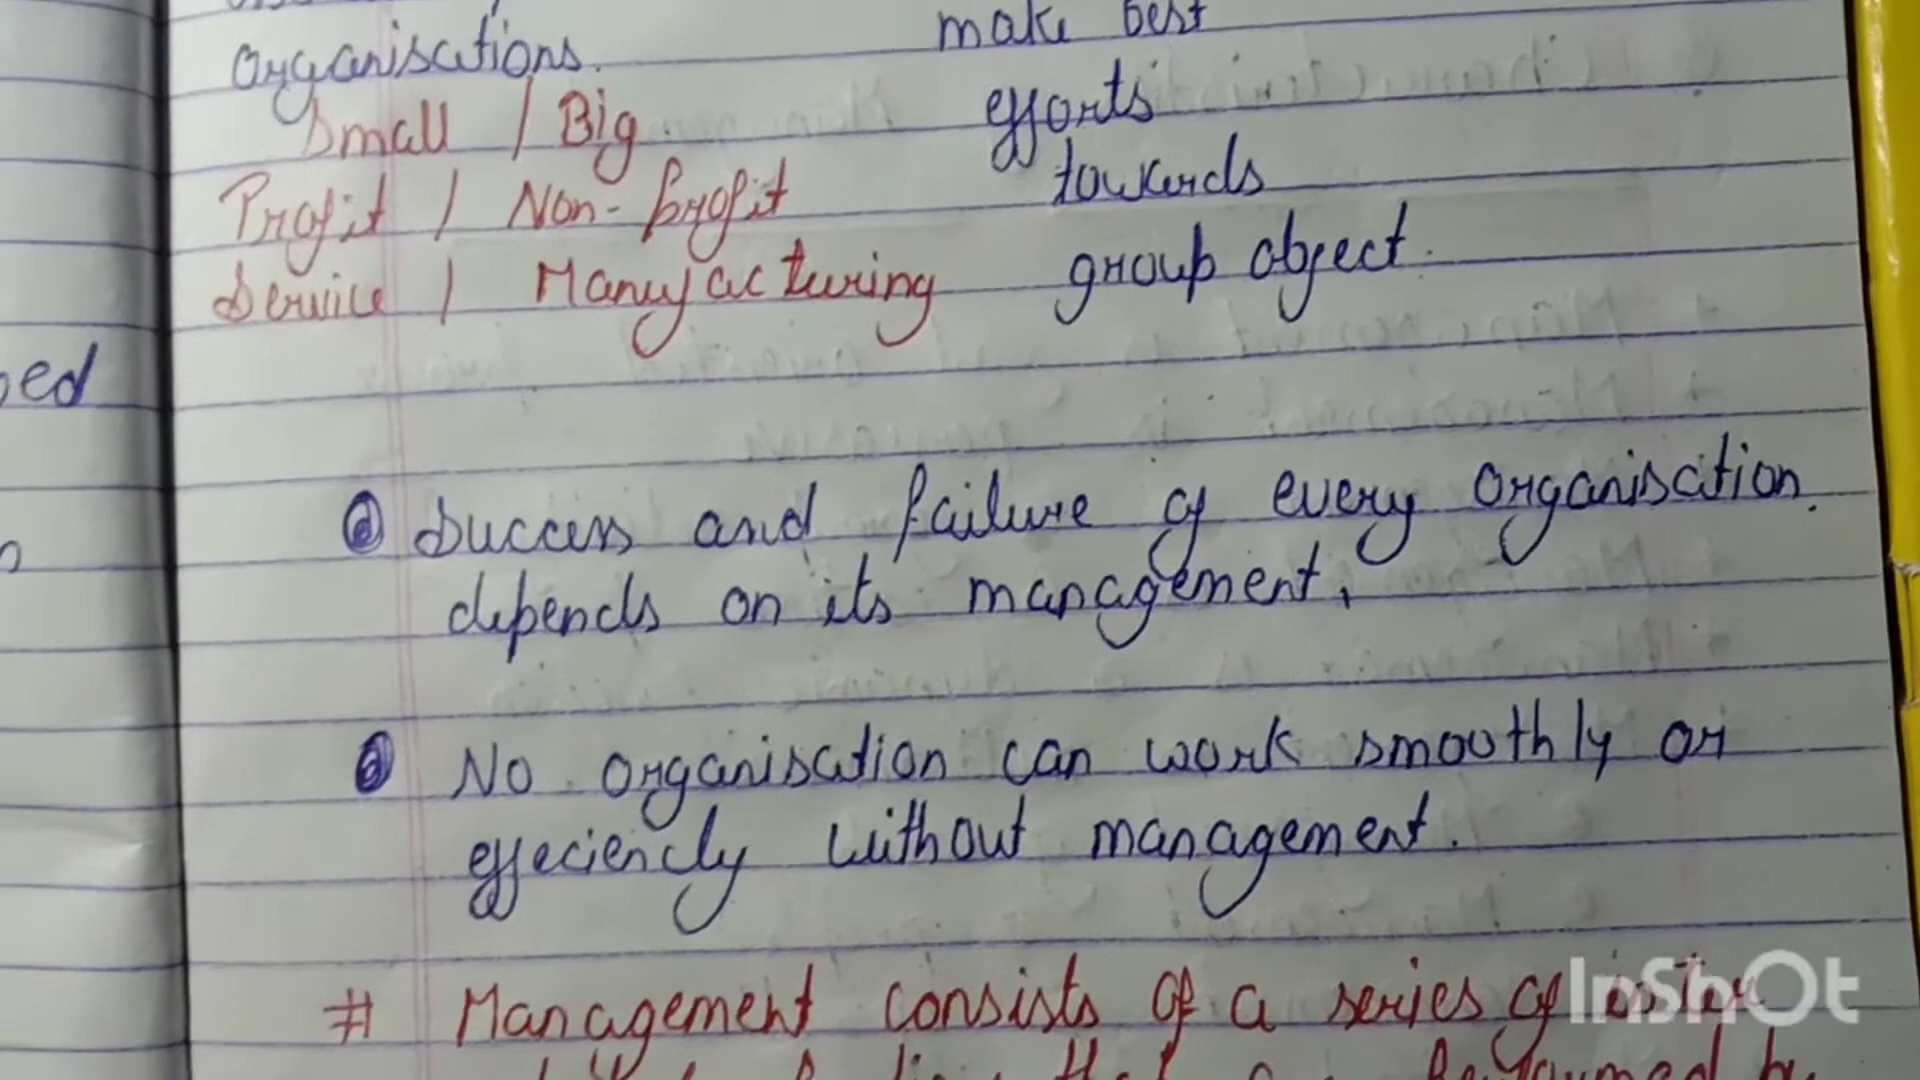 organisations.
Small / Big
Profit / Non-profit
Service / Manufacturing
make best
efforts
towards
group object.
Success and failure of every organisation.
depends on its management.
No organisation can work smoothly or
effeciencly without management.
# Management consists of a series of inter
InShOt